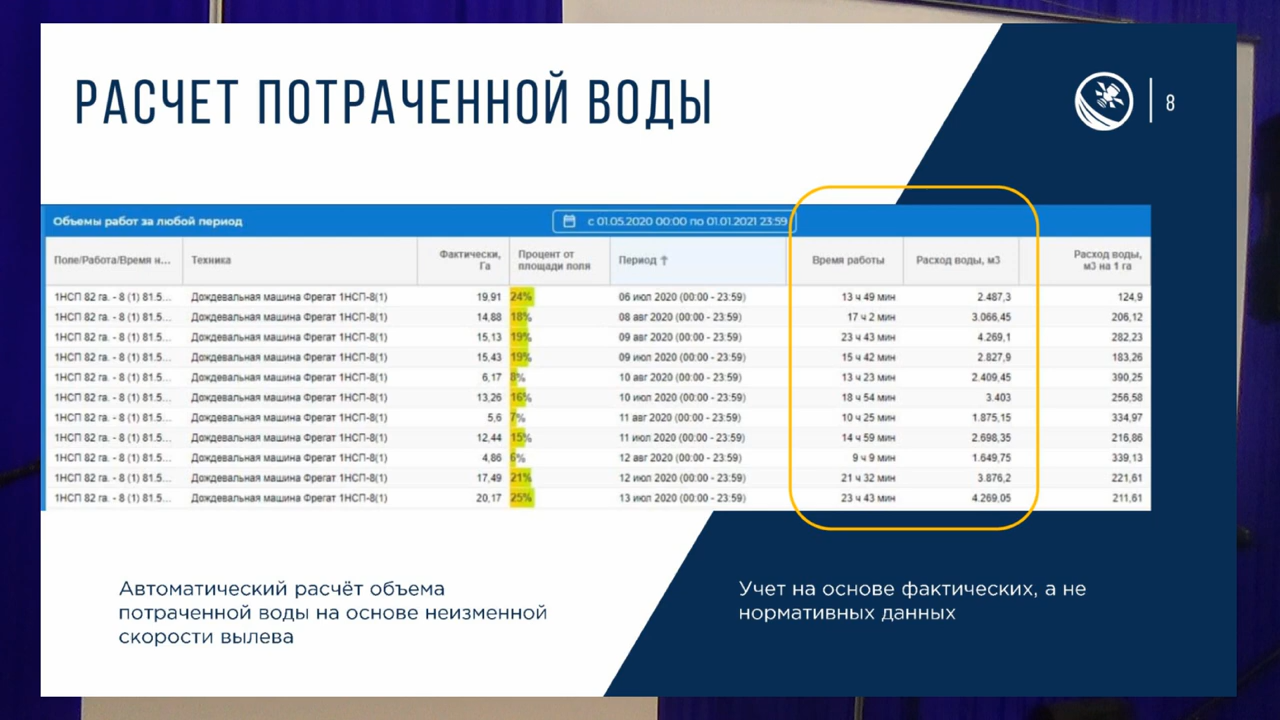 РАСЧЕТ ПОТРАЧЕННОЙ ВОДЫ
8
Объемы работ за любой период
с 01.05.2020 00:00 по 01.01.2021 23:59
Поле/Работа/Время н... Техника Фактически, Га Процент от площади поля Период Время работы Расход воды, м3 Расход воды, м3 на 1 га
1НСП 82 га. - 8 (1) 81.5... Дождевальная машина Фрегат 1НСП-8(1) 19,91 24% 06 июл 2020 (00:00 - 23:59) 13 ч 49 мин 2.487,3 124,9
1НСП 82 га. - 8 (1) 81.5... Дождевальная машина Фрегат 1НСП-8(1) 14,88 18% 08 авг 2020 (00:00 - 23:59) 17 ч 2 мин 3.066,45 206,12
1НСП 82 га. - 8 (1) 81.5... Дождевальная машина Фрегат 1НСП-8(1) 15,13 19% 09 авг 2020 (00:00 - 23:59) 23 ч 43 мин 4.269,1 282,23
1НСП 82 га. - 8 (1) 81.5... Дождевальная машина Фрегат 1НСП-8(1) 15,43 19% 09 июл 2020 (00:00 - 23:59) 15 ч 42 мин 2.827,9 183,26
1НСП 82 га. - 8 (1) 81.5... Дождевальная машина Фрегат 1НСП-8(1) 6,17 8% 10 авг 2020 (00:00 - 23:59) 13 ч 23 мин 2.409,45 390,25
1НСП 82 га. - 8 (1) 81.5... Дождевальная машина Фрегат 1НСП-8(1) 13,26 16% 10 июл 2020 (00:00 - 23:59) 18 ч 54 мин 3.403 256,58
1НСП 82 га. - 8 (1) 81.5... Дождевальная машина Фрегат 1НСП-8(1) 5,6 7% 11 авг 2020 (00:00 - 23:59) 10 ч 25 мин 1.875,15 334,97
1НСП 82 га. - 8 (1) 81.5... Дождевальная машина Фрегат 1НСП-8(1) 12,44 15% 11 июл 2020 (00:00 - 23:59) 14 ч 59 мин 2.698,35 216,86
1НСП 82 га. - 8 (1) 81.5... Дождевальная машина Фрегат 1НСП-8(1) 4,86 6% 12 авг 2020 (00:00 - 23:59) 9 ч 9 мин 1.649,75 339,13
1НСП 82 га. - 8 (1) 81.5... Дождевальная машина Фрегат 1НСП-8(1) 17,49 21% 12 июл 2020 (00:00 - 23:59) 21 ч 32 мин 3.876,2 221,61
1НСП 82 га. - 8 (1) 81.5... Дождевальная машина Фрегат 1НСП-8(1) 20,17 25% 13 июл 2020 (00:00 - 23:59) 23 ч 43 мин 4.269,05 211,61
Автоматический расчёт объема
потраченной воды на основе неизменной
скорости вылева
Учет на основе фактических, а не
нормативных данных